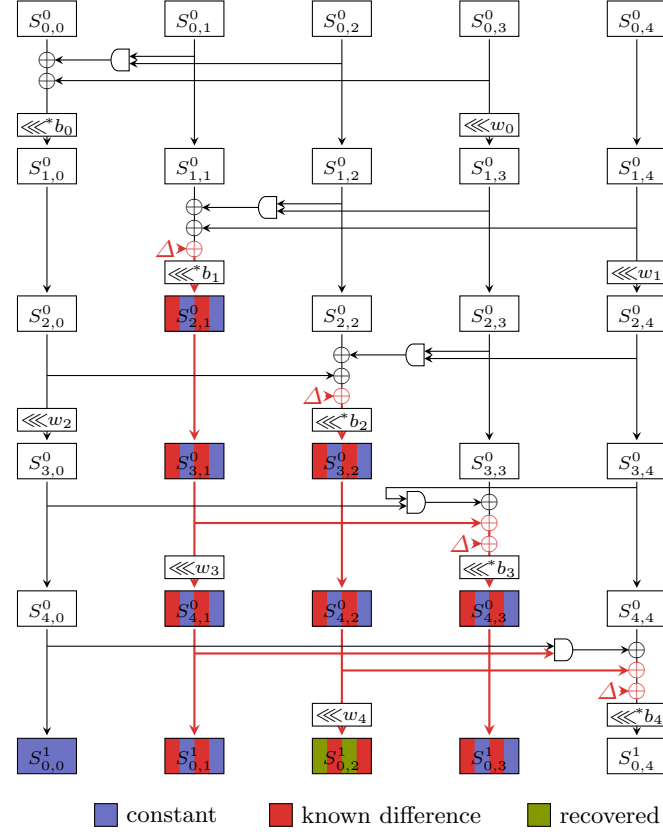 S^0_{0,0} S^0_{0,1} S^0_{0,2} S^0_{0,3} S^0_{0,4}
⋘*b_0 ⋘w_0
S^0_{1,0} S^0_{1,1} S^0_{1,2} S^0_{1,3} S^0_{1,4}
Δ
⋘*b_1 ⋘w_1
S^0_{2,0} S^0_{2,1} S^0_{2,2} S^0_{2,3} S^0_{2,4}
Δ
⋘w_2 ⋘*b_2
S^0_{3,0} S^0_{3,1} S^0_{3,2} S^0_{3,3} S^0_{3,4}
Δ
⋘w_3 ⋘*b_3
S^0_{4,0} S^0_{4,1} S^0_{4,2} S^0_{4,3} S^0_{4,4}
Δ
⋘w_4 ⋘*b_4
S^1_{0,0} S^1_{0,1} S^1_{0,2} S^1_{0,3} S^1_{0,4}
constant known difference recovered